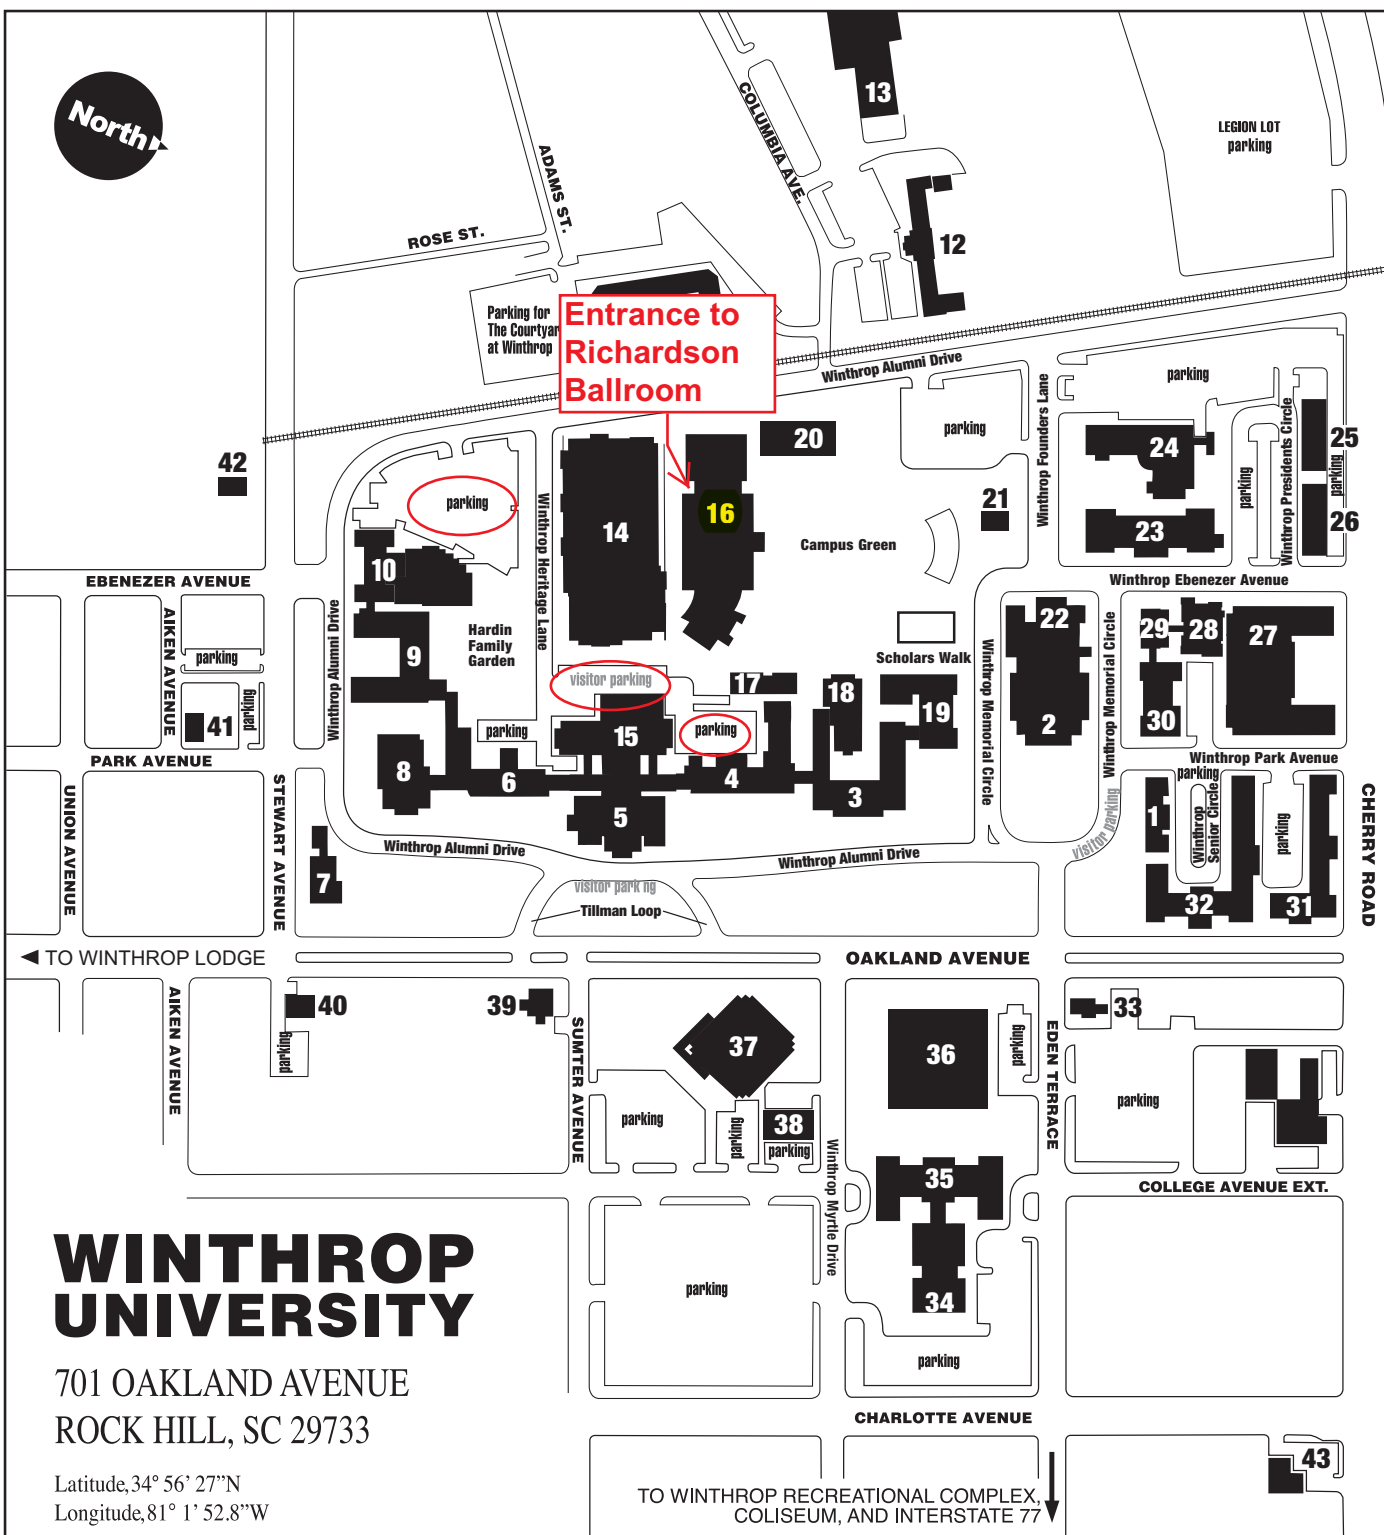 North
13
COLUMBIA AVE.
LEGION LOT
parking
ADAMS ST.
ROSE ST.
12
Parking for
The Courtyar
at Winthrop
Entrance to
Richardson
Ballroom
Winthrop Alumni Drive
parking
Winthrop Founders Lane
Winthrop Presidents Circle
20
parking
24
25
parking
42
parking
Winthrop Heritage Lane
14
16
21
parking
23
26
Campus Green
10
EBENEZER AVENUE
Winthrop Ebenezer Avenue
AIKEN AVENUE
parking
Winthrop Alumni Drive
Hardin
Family
Garden
9
22
29
28
27
Scholars Walk
Winthrop Memorial Circle
Winthrop Memorial Circle
visitor parking
17
18
19
41
parking
parking
15
parking
2
30
PARK AVENUE
Winthrop Park Avenue
8
6
4
3
parking
UNION AVENUE
STEWART AVENUE
5
visitor parking
1
Winthrop
Senior Circle
parking
CHERRY ROAD
Winthrop Alumni Drive
Winthrop Alumni Drive
7
visitor park ng
Tillman Loop
32
31
TO WINTHROP LODGE
OAKLAND AVENUE
AIKEN AVENUE
40
parking
39
SUMTER AVENUE
37
36
parking
EDEN TERRACE
33
parking
parking
parking
38
parking
Winthrop Myrtle Drive
35
COLLEGE AVENUE EXT.
WINTHROP
UNIVERSITY
parking
34
701 OAKLAND AVENUE
ROCK HILL, SC 29733
parking
CHARLOTTE AVENUE
Latitude,34° 56’ 27”N
Longitude,81° 1’ 52.8”W
TO WINTHROP RECREATIONAL COMPLEX,
COLISEUM, AND INTERSTATE 77
43